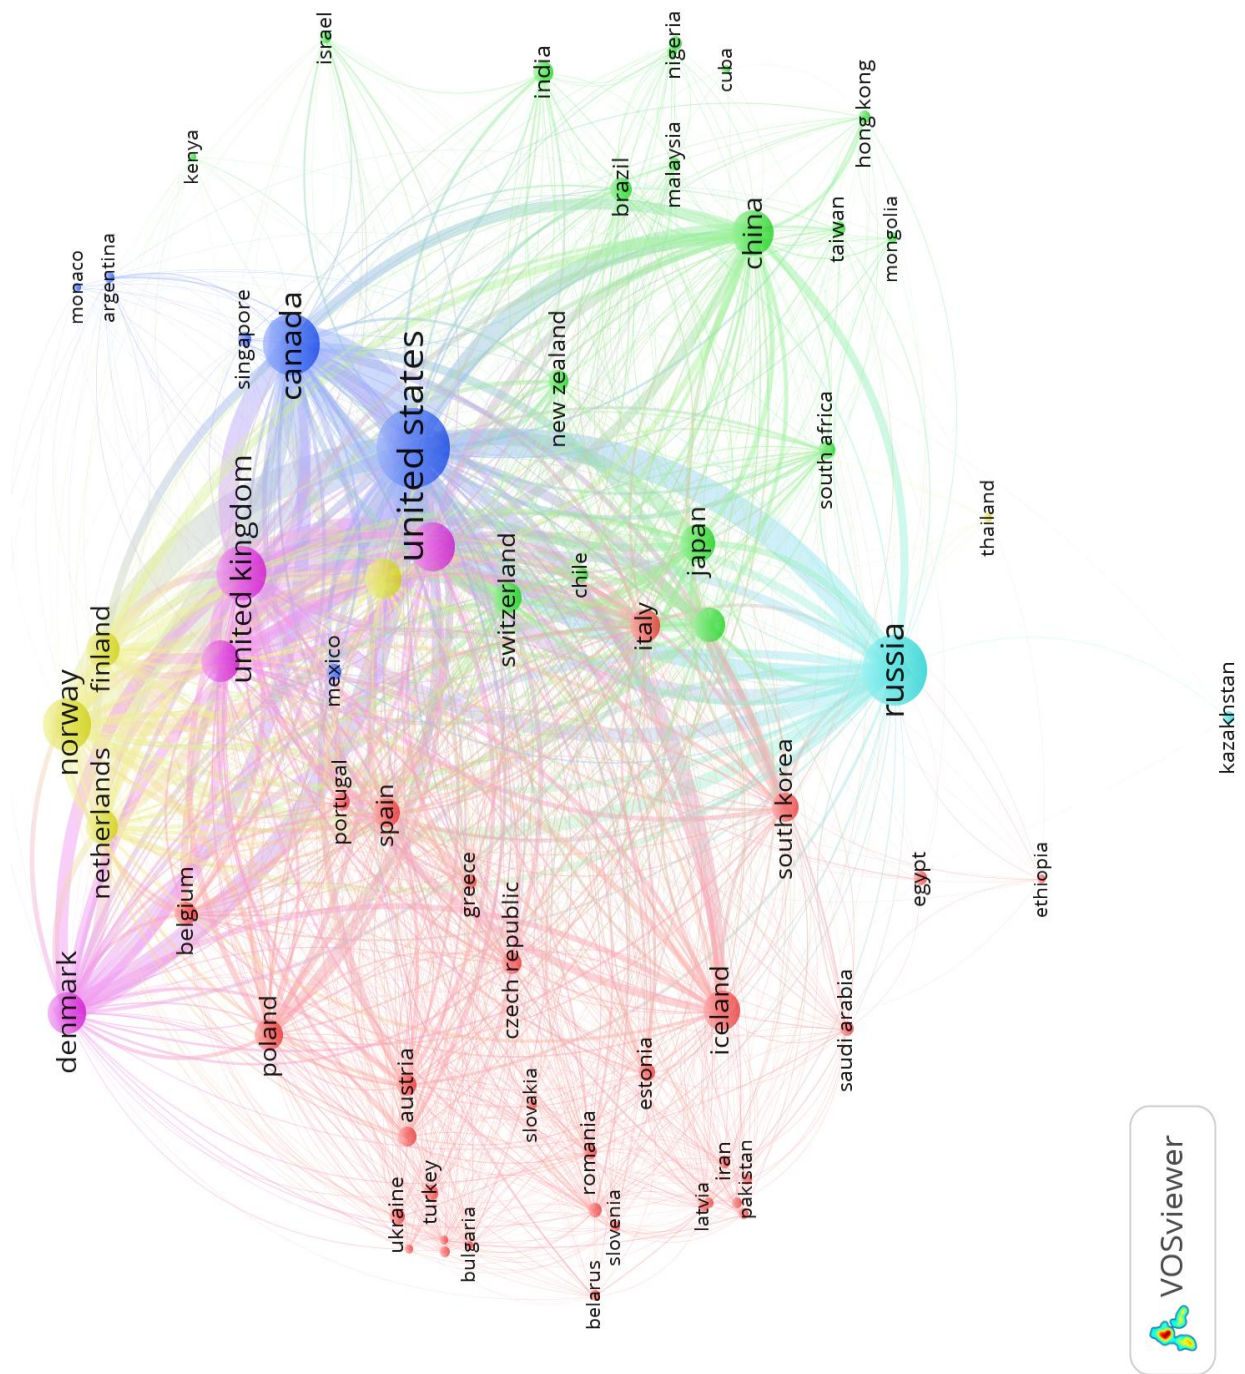 israel
nigeria
india
cuba
hong kong
kenya
malaysia
brazil
taiwan
china
mongolia
monaco
argentina
singapore
canada
new zealand
united states
south africa
united kingdom
thailand
japan
switzerland
chile
finland
italy
norway
mexico
russia
kazakhstan
netherlands
portugal
spain
south korea
belgium
greece
egypt
ethiopia
czech republic
denmark
poland
iceland
saudi arabia
austria
estonia
slovakia
romania
iran
pakistan
turkey
ukraine
latvia
slovenia
bulgaria
belarus
VOSviewer